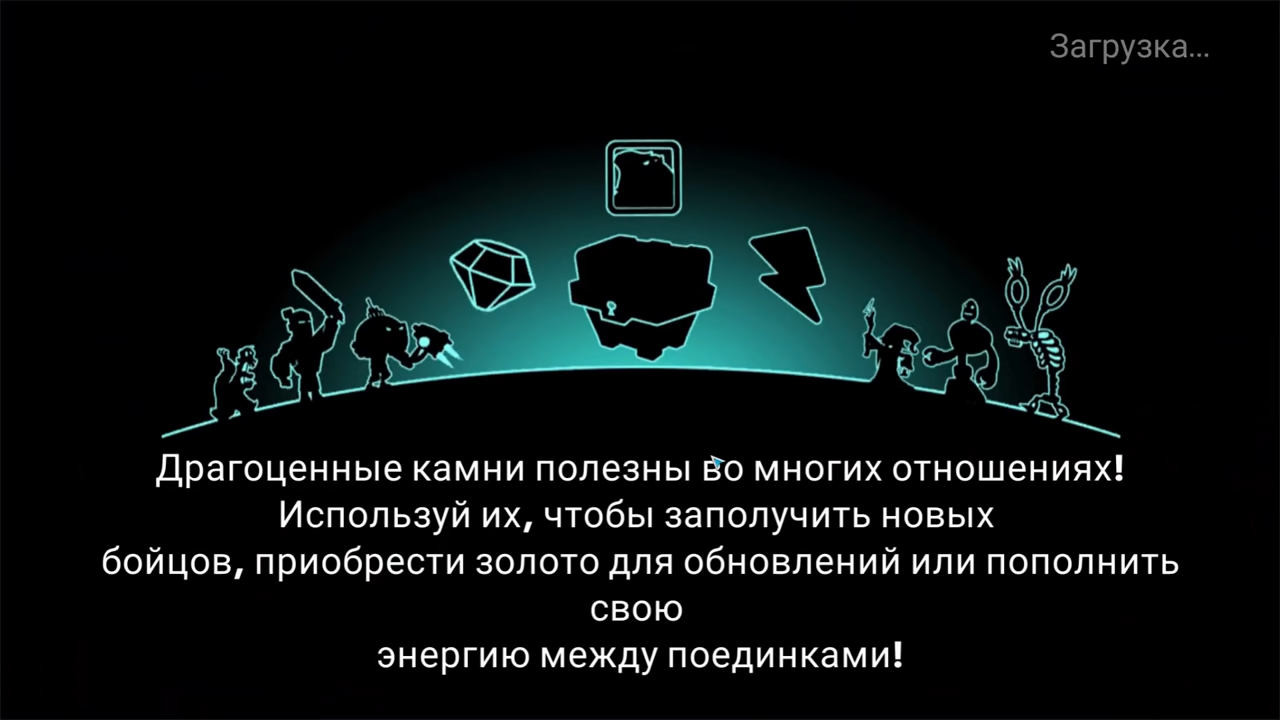 Загрузка...
Драгоценные камни полезны во многих отношениях!
Используй их, чтобы заполучить новых
бойцов, приобрести золото для обновлений или пополнить
свою
энергию между поединками!